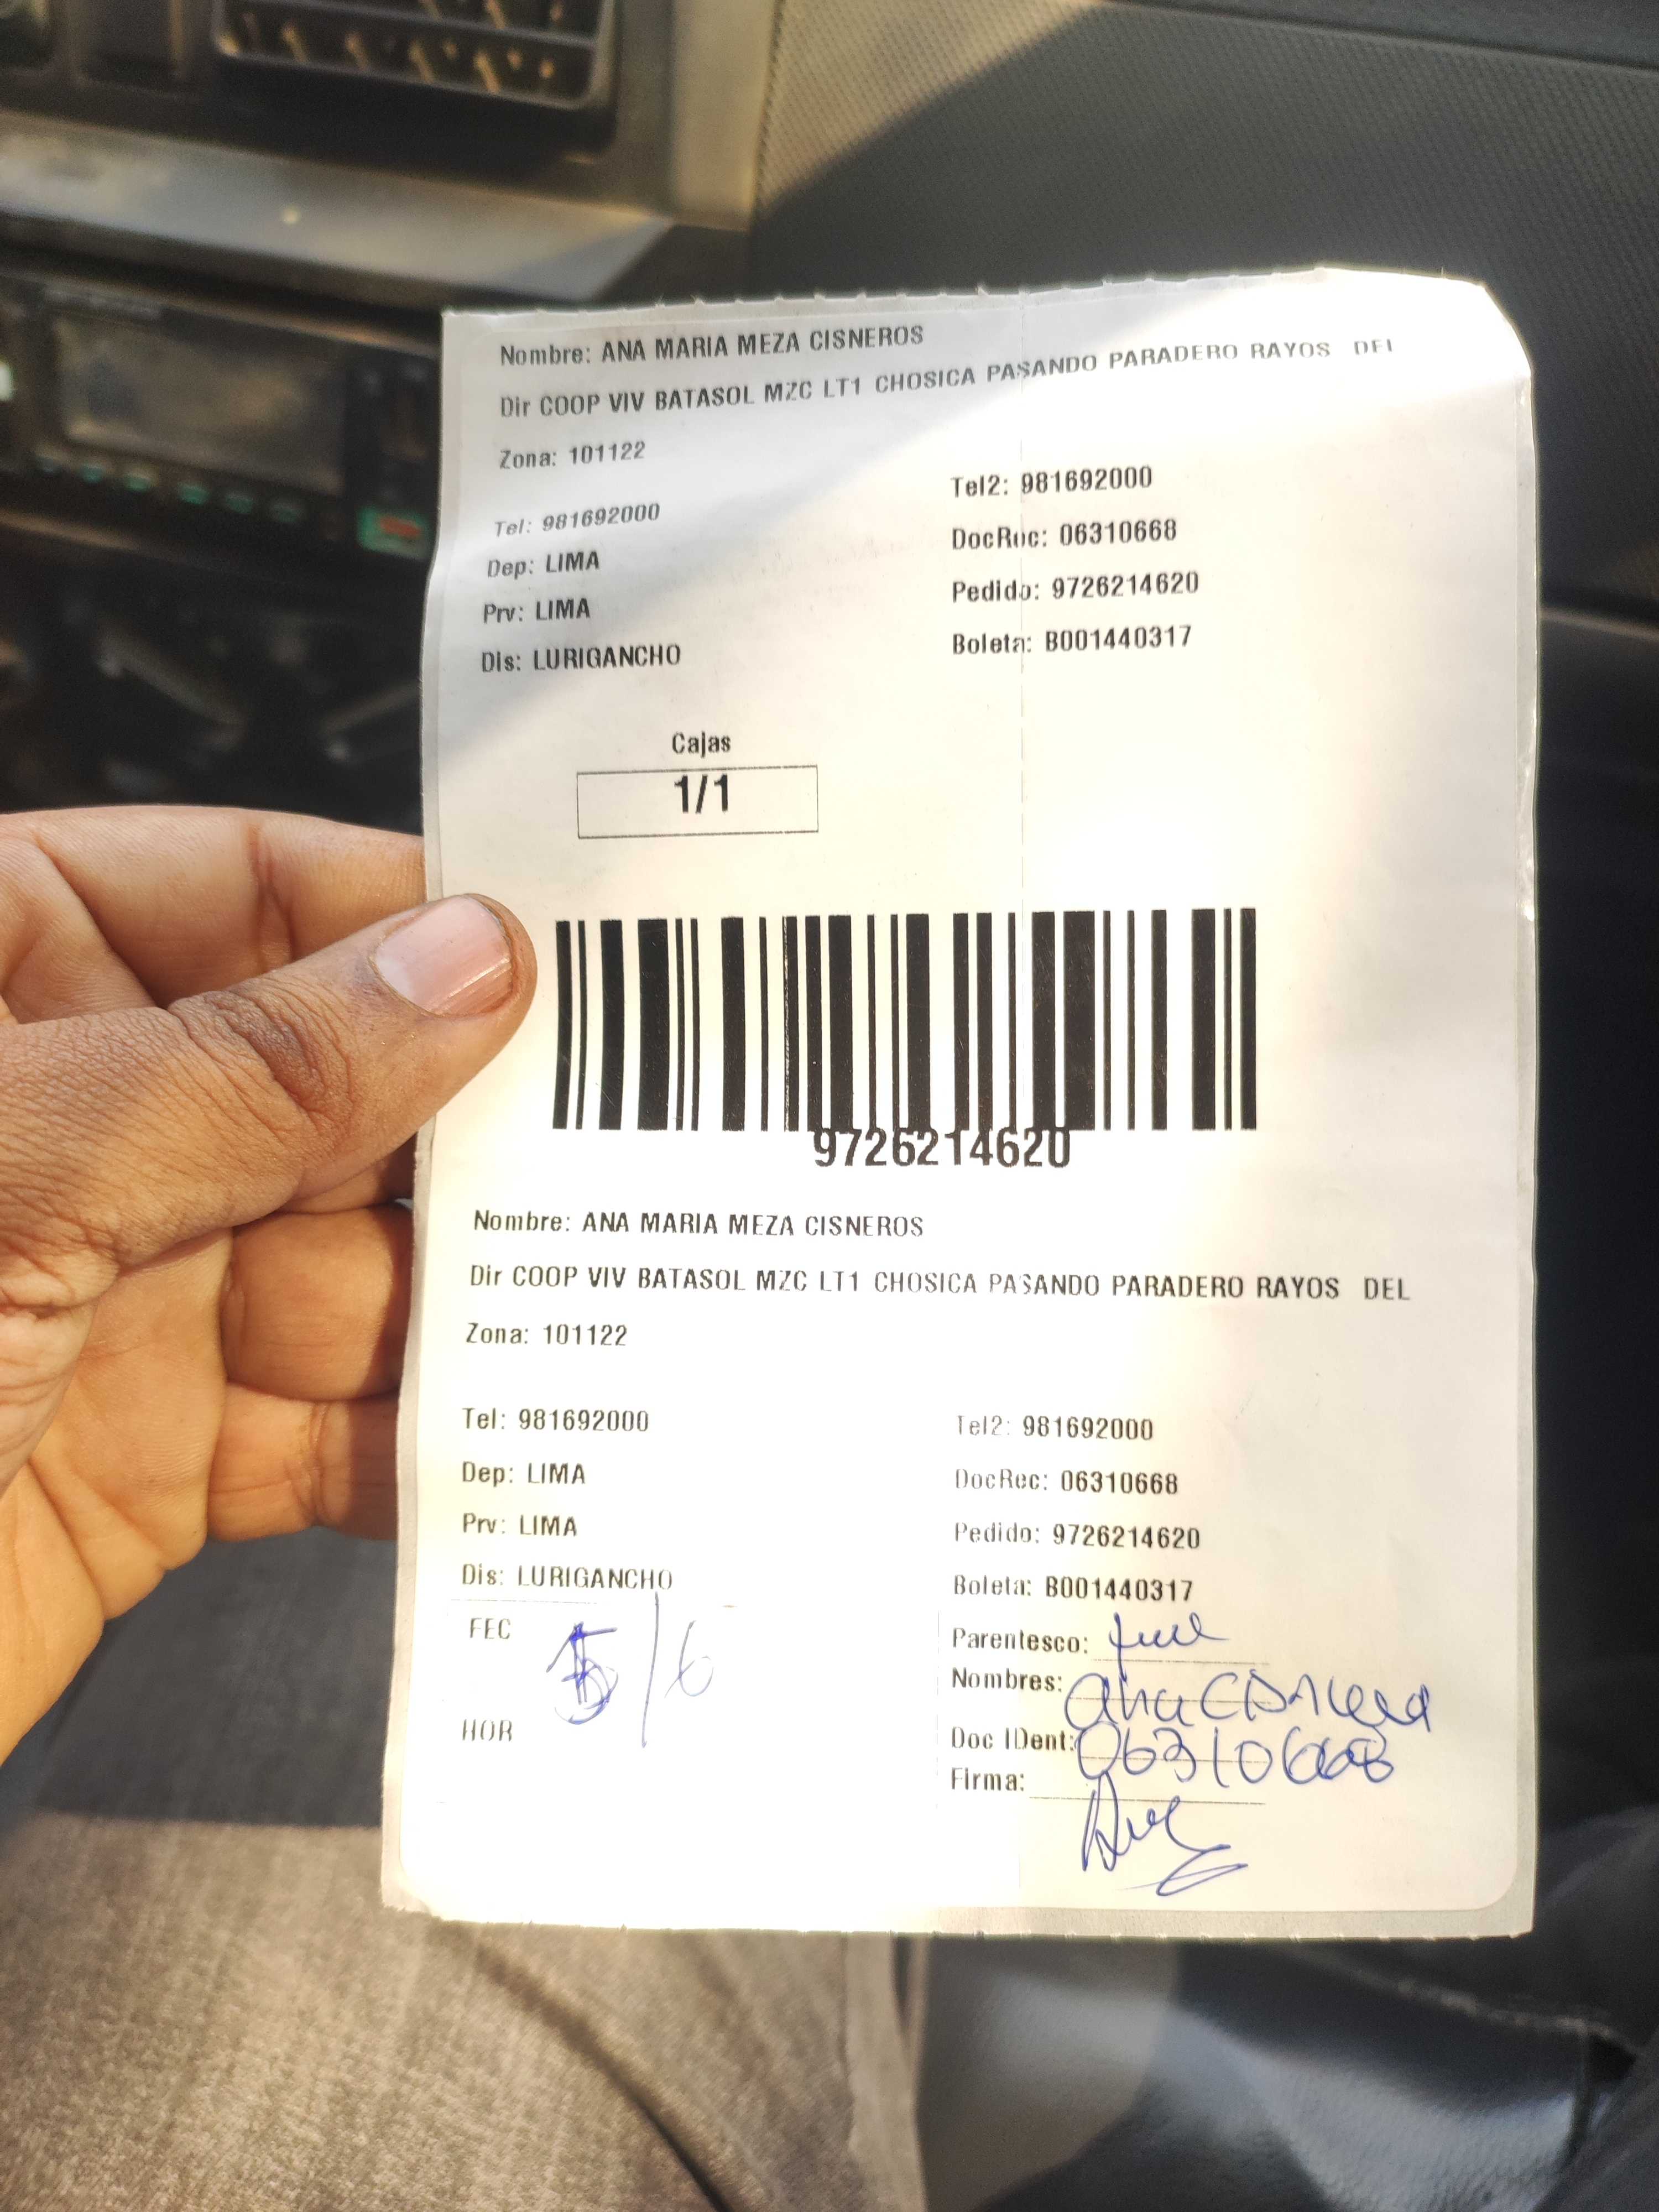 Nombre: ANA MARIA MEZA CISNEROS
Dir COOP VIV BATASOL MZC LT1 CHOSICA PASANDO PARADERO RAYOS DEL
Zona: 101122
Tel: 981692000 Tel2: 981692000
Dep: LIMA DocRec: 06310668
Prv: LIMA Pedido: 9726214620
Dis: LURIGANCHO Boleta: B001440317
Cajas
1/1
9726214620
Nombre: ANA MARIA MEZA CISNEROS
Dir COOP VIV BATASOL MZC LT1 CHOSICA PASANDO PARADERO RAYOS DEL
Zona: 101122
Tel: 981692000 Tel2: 981692000
Dep: LIMA DocRec: 06310668
Prv: LIMA Pedido: 9726214620
Dis: LURIGANCHO Boleta: B001440317
FEC 5/6 Parentesco:
Nombres: Ana
HOR Doc IDent: 06310668
Firma: